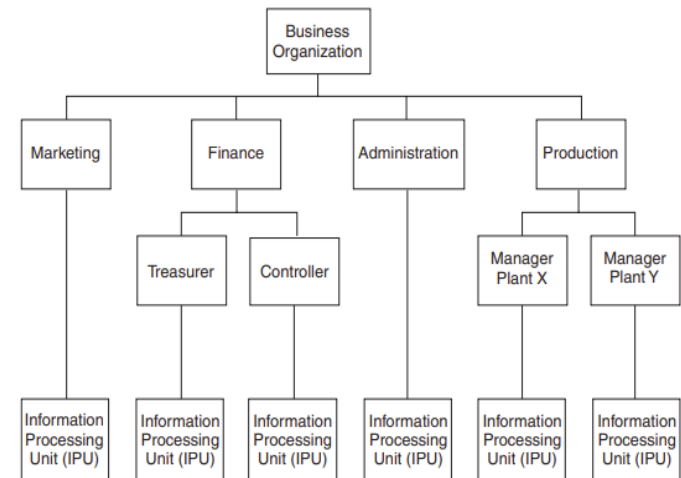 Business
Organization
Marketing
Finance
Administration
Production
Treasurer
Controller
Manager
Plant X
Manager
Plant Y
Information
Processing
Unit (IPU)
Information
Processing
Unit (IPU)
Information
Processing
Unit (IPU)
Information
Processing
Unit (IPU)
Information
Processing
Unit (IPU)
Information
Processing
Unit (IPU)